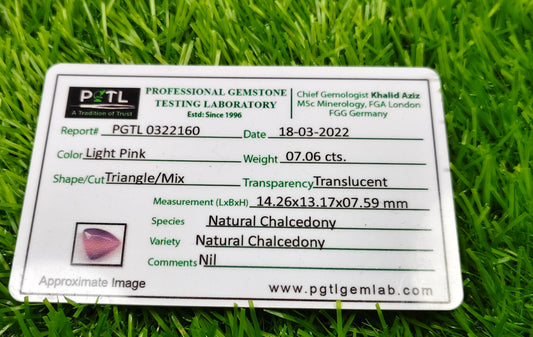 PGTL
A Tradition of Trust
PROFESSIONAL GEMSTONE
TESTING LABORATORY
Estd: Since 1996
Chief Gemologist Khalid Aziz
MSc Minerology, FGA London
FGG Germany
Report# PGTL 0322160 Date 18-03-2022
Color Light Pink Weight 07.06 cts.
Shape/Cut Triangle/Mix Transparency Translucent
Measurement (LxBxH) 14.26x13.17x07.59 mm
Species Natural Chalcedony
Variety Natural Chalcedony
Comments Nil
Approximate Image www.pgtlgemlab.com